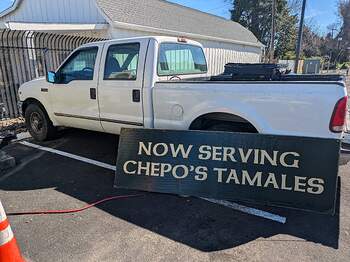 NOW SERVING
CHEPO'S TAMALES